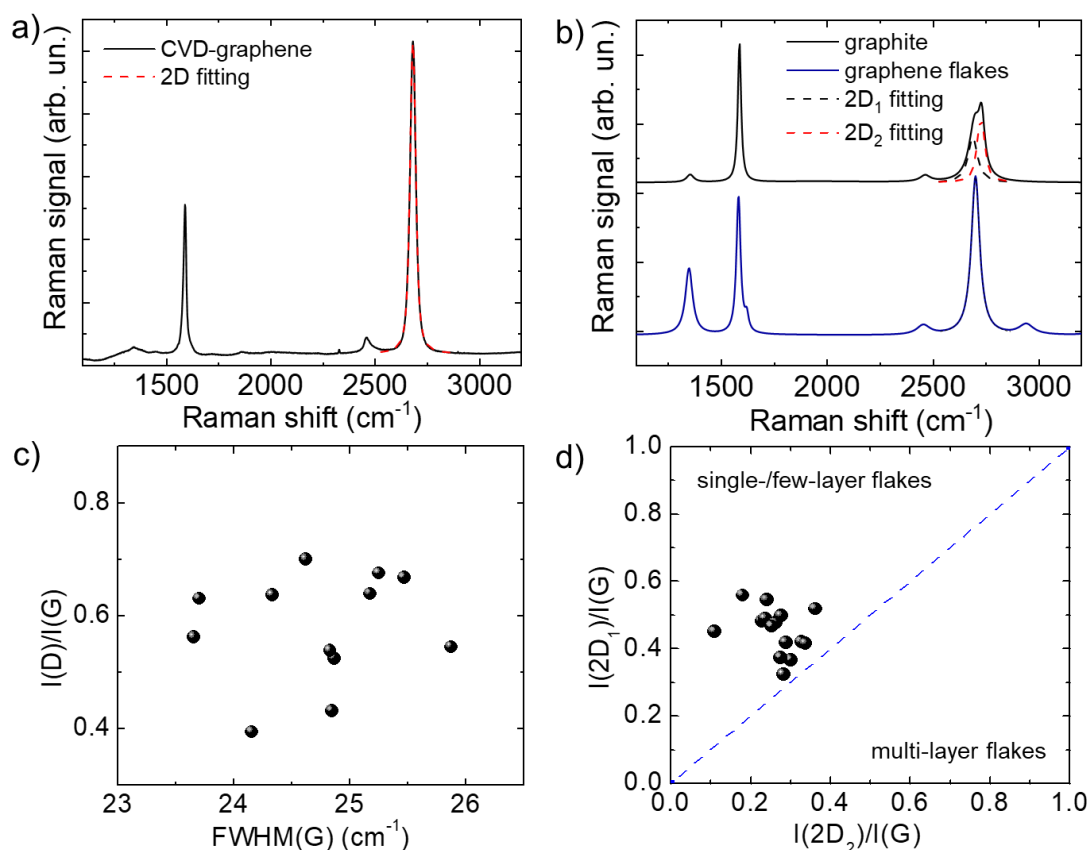 a)
CVD-graphene
2D fitting
Raman signal (arb. un.)
1500 2000 2500 3000
Raman shift (cm⁻¹)
b)
graphite
graphene flakes
2D₁ fitting
2D₂ fitting
Raman signal (arb. un.)
1500 2000 2500 3000
Raman shift (cm⁻¹)
c)
0.8
0.6
0.4
I(D)/I(G)
23 24 25 26
FWHM(G) (cm⁻¹)
d)
1.0
0.8
0.6
0.4
0.2
0.0
I(2D₁)/I(G)
single-/few-layer flakes
multi-layer flakes
0.0 0.2 0.4 0.6 0.8 1.0
I(2D₂)/I(G)